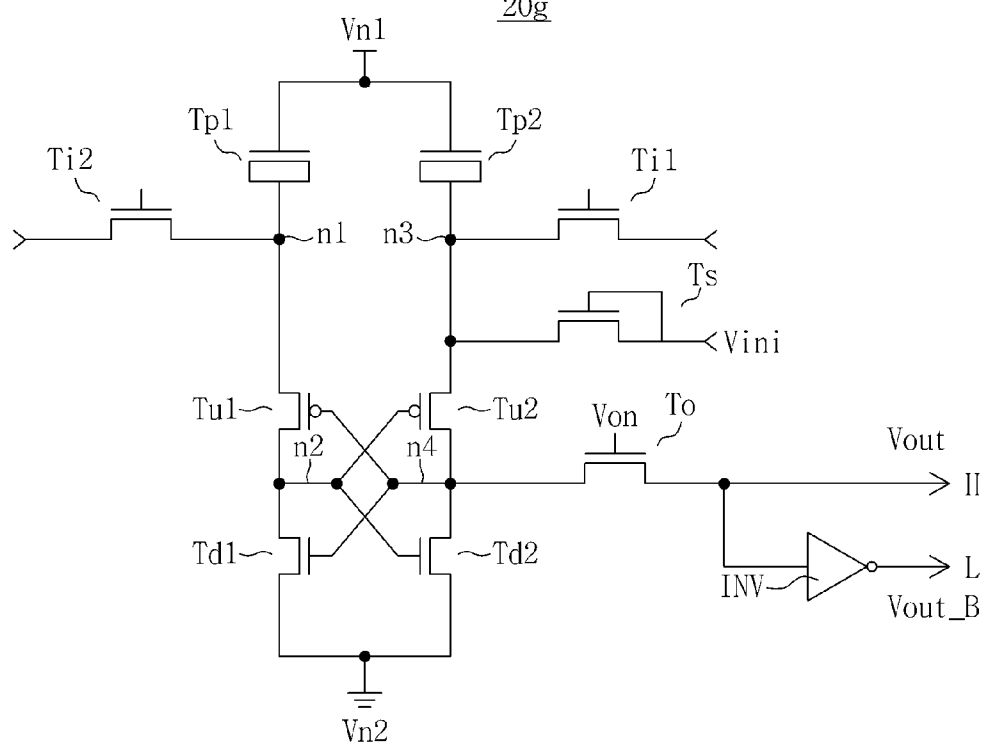 20g
Vn1
Tp1
Tp2
Ti2
Ti1
n1
n3
Ts
Vini
Tu1
Tu2
Von
To
n2
n4
Vout
H
Td1
Td2
INV
L
Vout_B
Vn2